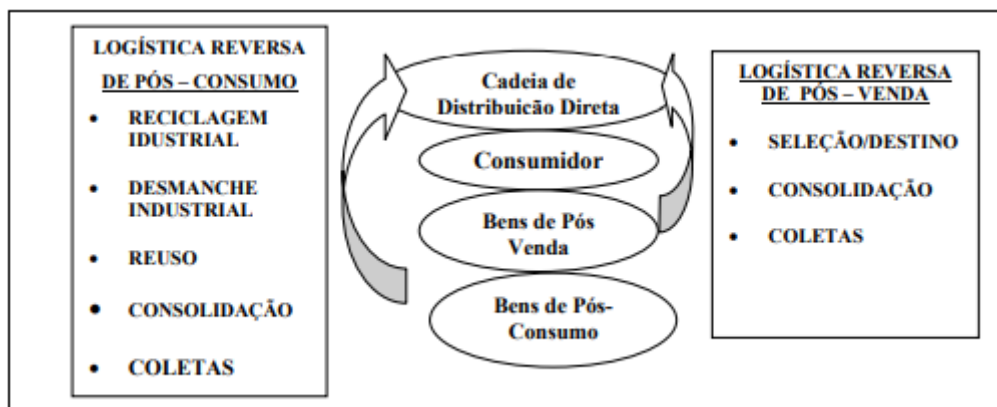 LOGÍSTICA REVERSA
DE PÓS – CONSUMO
• RECICLAGEM
IDUSTRIAL
• DESMANCHE
INDUSTRIAL
• REUSO
• CONSOLIDAÇÃO
• COLETAS
Cadeia de
Distribuicão Direta
Consumidor
Bens de Pós
Venda
Bens de Pós-
Consumo
LOGÍSTICA REVERSA
DE PÓS – VENDA
• SELEÇÃO/DESTINO
• CONSOLIDAÇÃO
• COLETAS